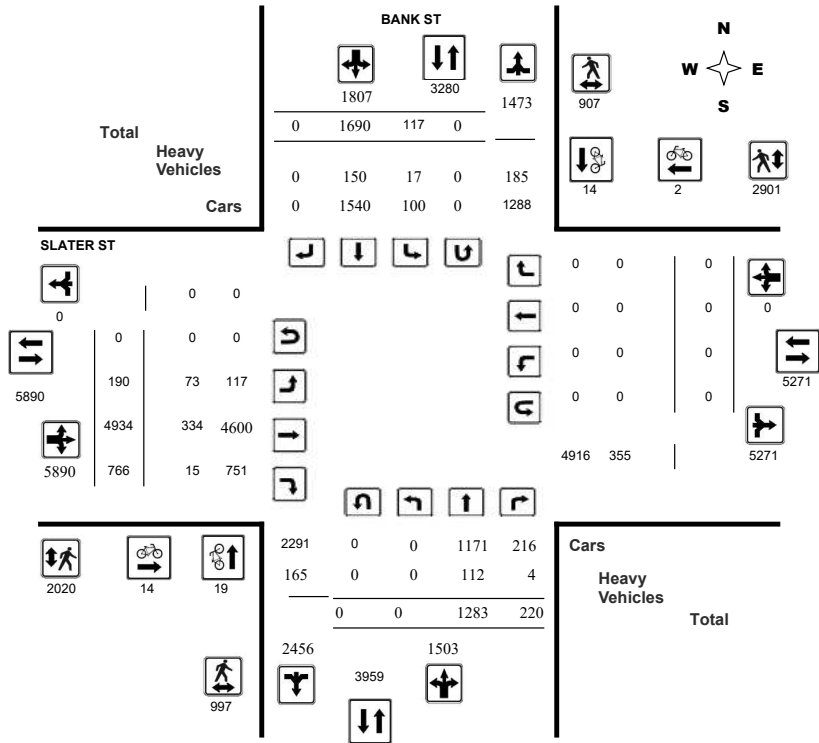 BANK ST
N
W E
S
1807
3280
1473
907
Total
0 1690 117 0
Heavy
Vehicles
0 150 17 0 185
14 2 2901
Cars
0 1540 100 0 1288
SLATER ST
0 0 0
0 0 0
0
0 0 0
0
0 0 0
5890
190 73 117
0 0 0
5271
4934 334 4600
0 0 0
5890
766 15 751
4916 355
5271
2291 0 0 1171 216
Cars
165 0 0 112 4
Heavy
Vehicles
2020 14 19
0 0 1283 220
Total
2456
1503
3959
997